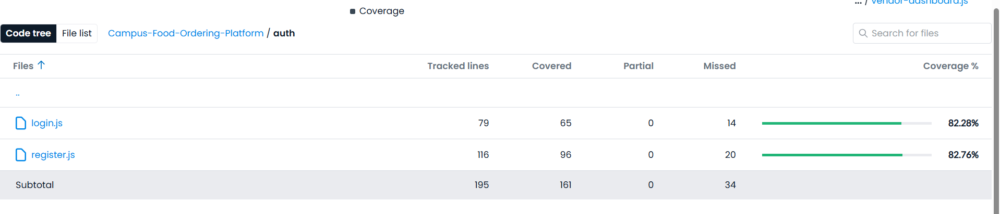 ... / vendor-dashboard.js
Coverage
Code tree File list Campus-Food-Ordering-Platform / auth Search for files
Files ↑ Tracked lines Covered Partial Missed Coverage %
..
login.js 79 65 0 14 82.28%
register.js 116 96 0 20 82.76%
Subtotal 195 161 0 34